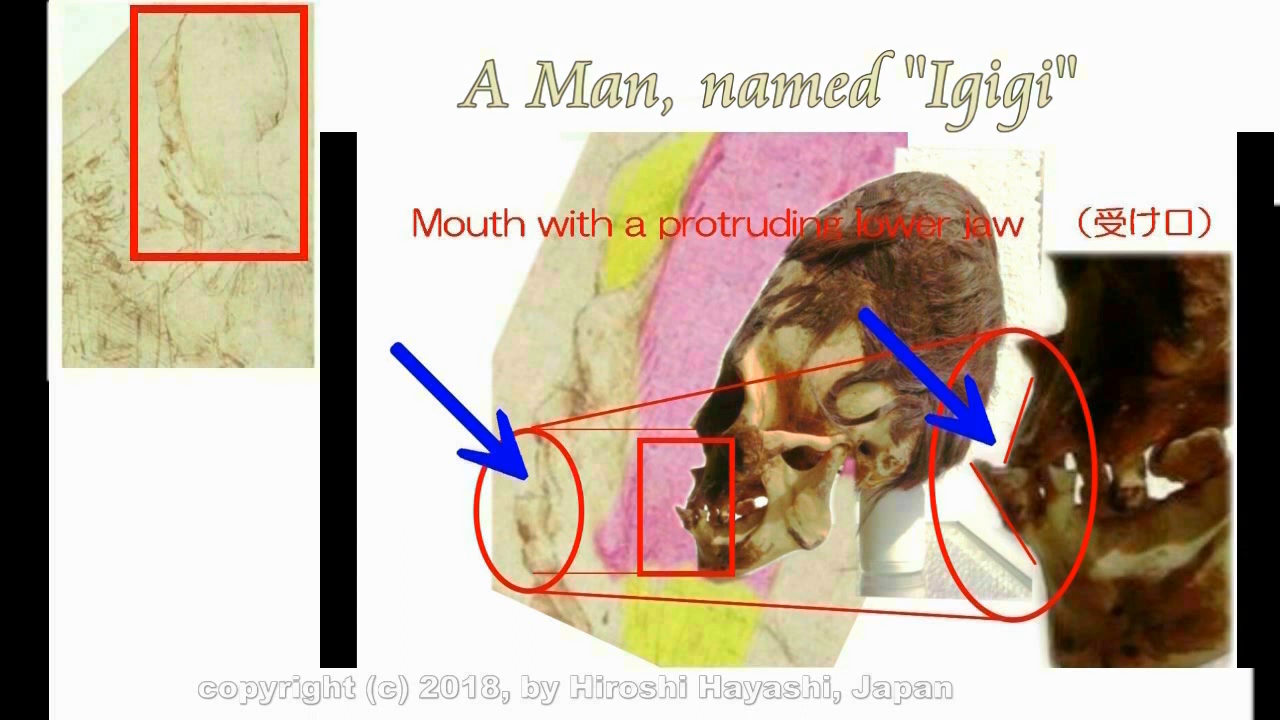 A Man, named "Igigi"
Mouth with a protruding lower jaw （受け口）
copyright (c) 2018, by Hiroshi Hayashi, Japan